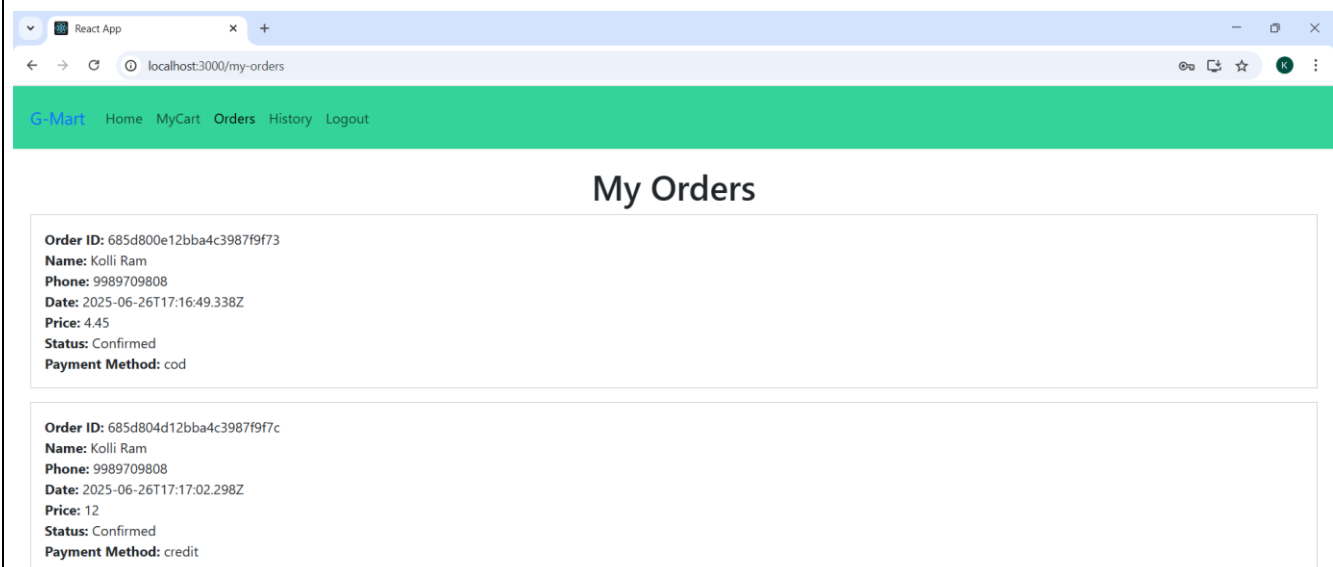 React App
localhost:3000/my-orders
K
G-Mart Home MyCart Orders History Logout
My Orders
Order ID: 685d800e12bba4c3987f9f73
Name: Kolli Ram
Phone: 9989709808
Date: 2025-06-26T17:16:49.338Z
Price: 4.45
Status: Confirmed
Payment Method: cod
Order ID: 685d804d12bba4c3987f9f7c
Name: Kolli Ram
Phone: 9989709808
Date: 2025-06-26T17:17:02.298Z
Price: 12
Status: Confirmed
Payment Method: credit